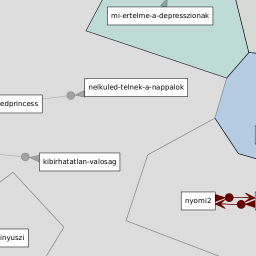 mi-ertelme-a-depresszionak
nelkuled-telnek-a-nappalok
edprincess
kibirhatatlan-valosag
nyomi2
inyuszi